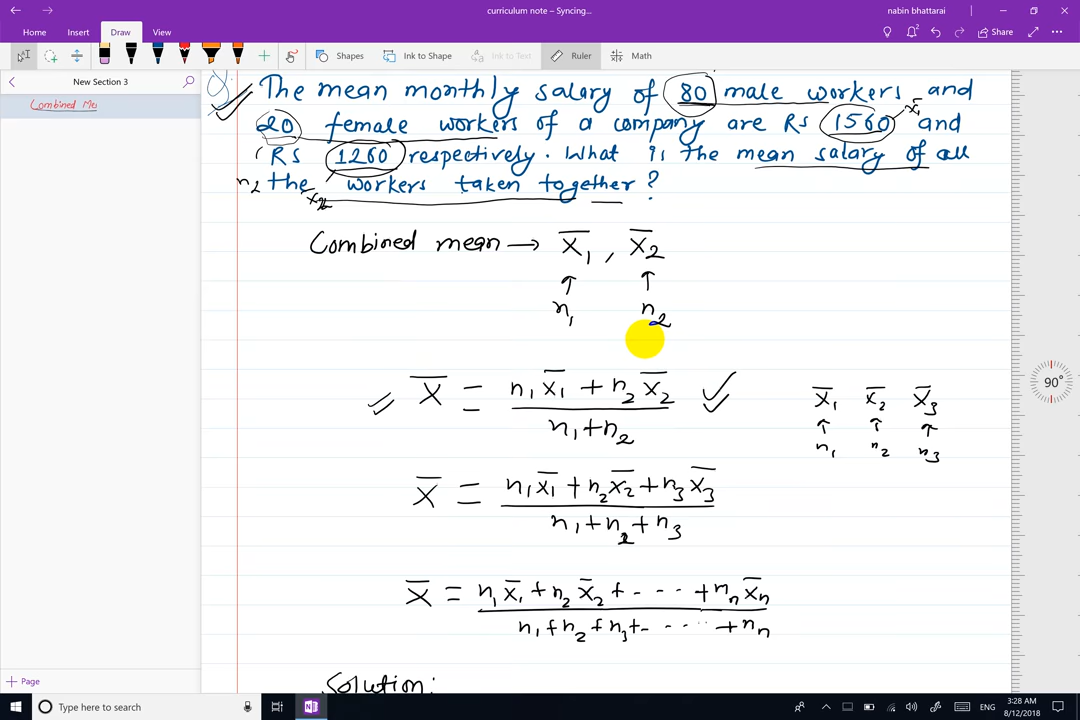 curriculum note - Syncing...
nabin bhattarai
Home Insert Draw View
Share
Shapes Ink to Shape Ink to Text Ruler Math
New Section 3
Combined Me
Q. The mean monthly salary of 80 male workers and
20 female workers of a company are Rs 1560 and x̄₁
Rs 1260 respectively. What is the mean salary of all
n₂ the x̄₂ workers taken together?
Combined mean → X̄₁, X̄₂
↑ ↑
n₁ n₂
X̄ = (n₁X̄₁ + n₂X̄₂) / (n₁+n₂)
X̄₁ X̄₂ X̄₃
↑ ↑ ↑
n₁ n₂ n₃
90°
X̄ = (n₁X̄₁ + n₂X̄₂ + n₃X̄₃) / (n₁+n₂+n₃)
X̄ = (n₁X̄₁ + n₂X̄₂ + - - - - + nₙX̄ₙ) / (n₁+n₂+n₃+- - - - - + nₙ)
Solution:
+ Page
Type here to search
ENG
3:28 AM
8/12/2018